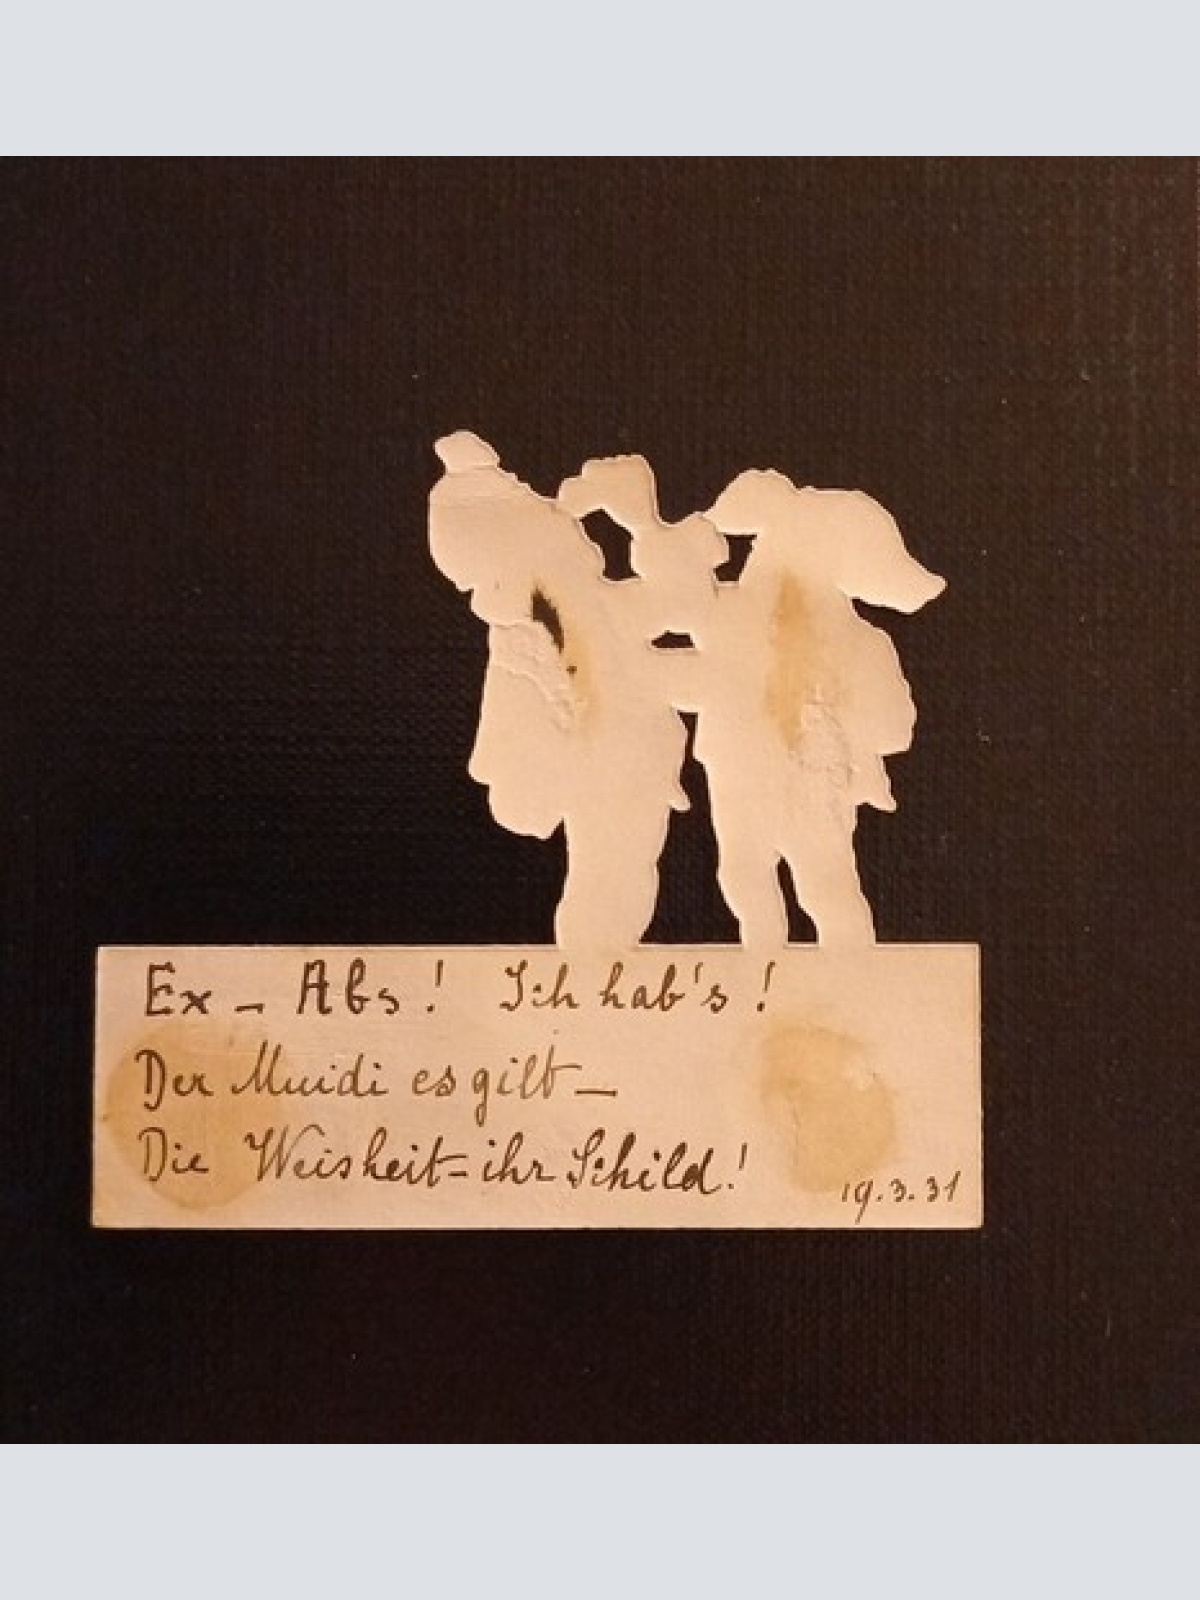 Ex - Abs! Ich hab's!
Der Muidi es gilt -
Die Weisheit = ihr Schild!
19.3.31